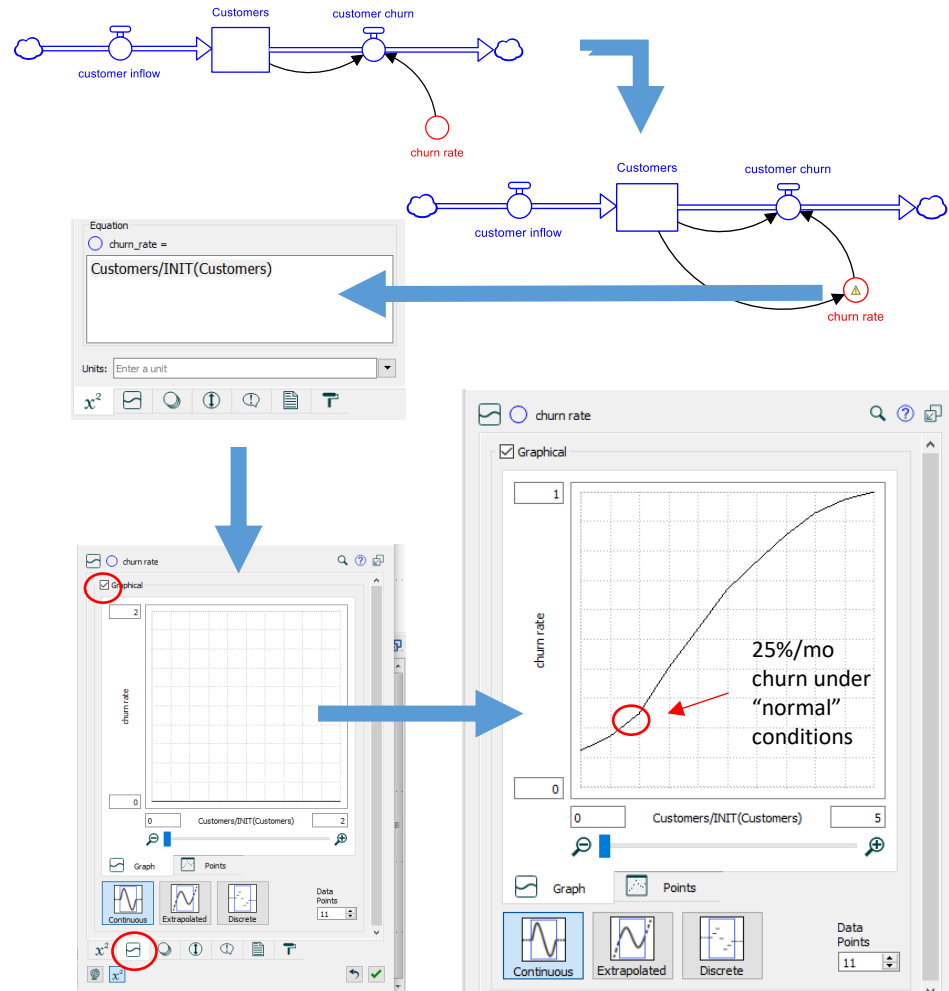 Customers
customer churn
customer inflow
churn rate
Customers
customer churn
customer inflow
churn rate
Equation
churn_rate =
Customers/INIT(Customers)
Units:
Enter a unit
x²
churn rate
Graphical
2
churn rate
0
0
Customers/INIT(Customers)
2
Graph
Points
Continuous
Extrapolated
Discrete
Data
Points
11
x²
x²
churn rate
Graphical
1
churn rate
25%/mo
churn under
“normal”
conditions
0
0
Customers/INIT(Customers)
5
Graph
Points
Continuous
Extrapolated
Discrete
Data
Points
11